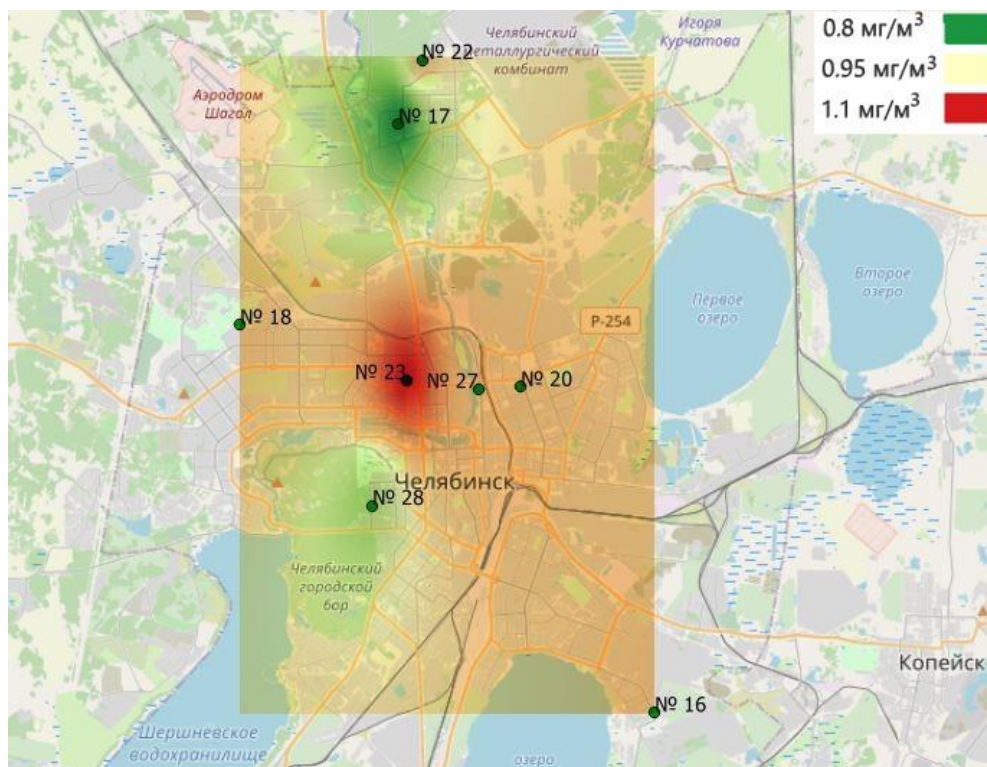 Челябинский
металлургический
комбинат
Игоря
Курчатова
0.8 мг/м³
0.95 мг/м³
1.1 мг/м³
№ 22
Аэродром
Шагол
№ 17
Первое
озеро
Второе
озеро
№ 18
Р-254
№ 23
№ 27
№ 20
Челябинск
№ 28
Челябинский
городской
бор
Копейск
№ 16
Шершнёвское
водохранилище
озеро